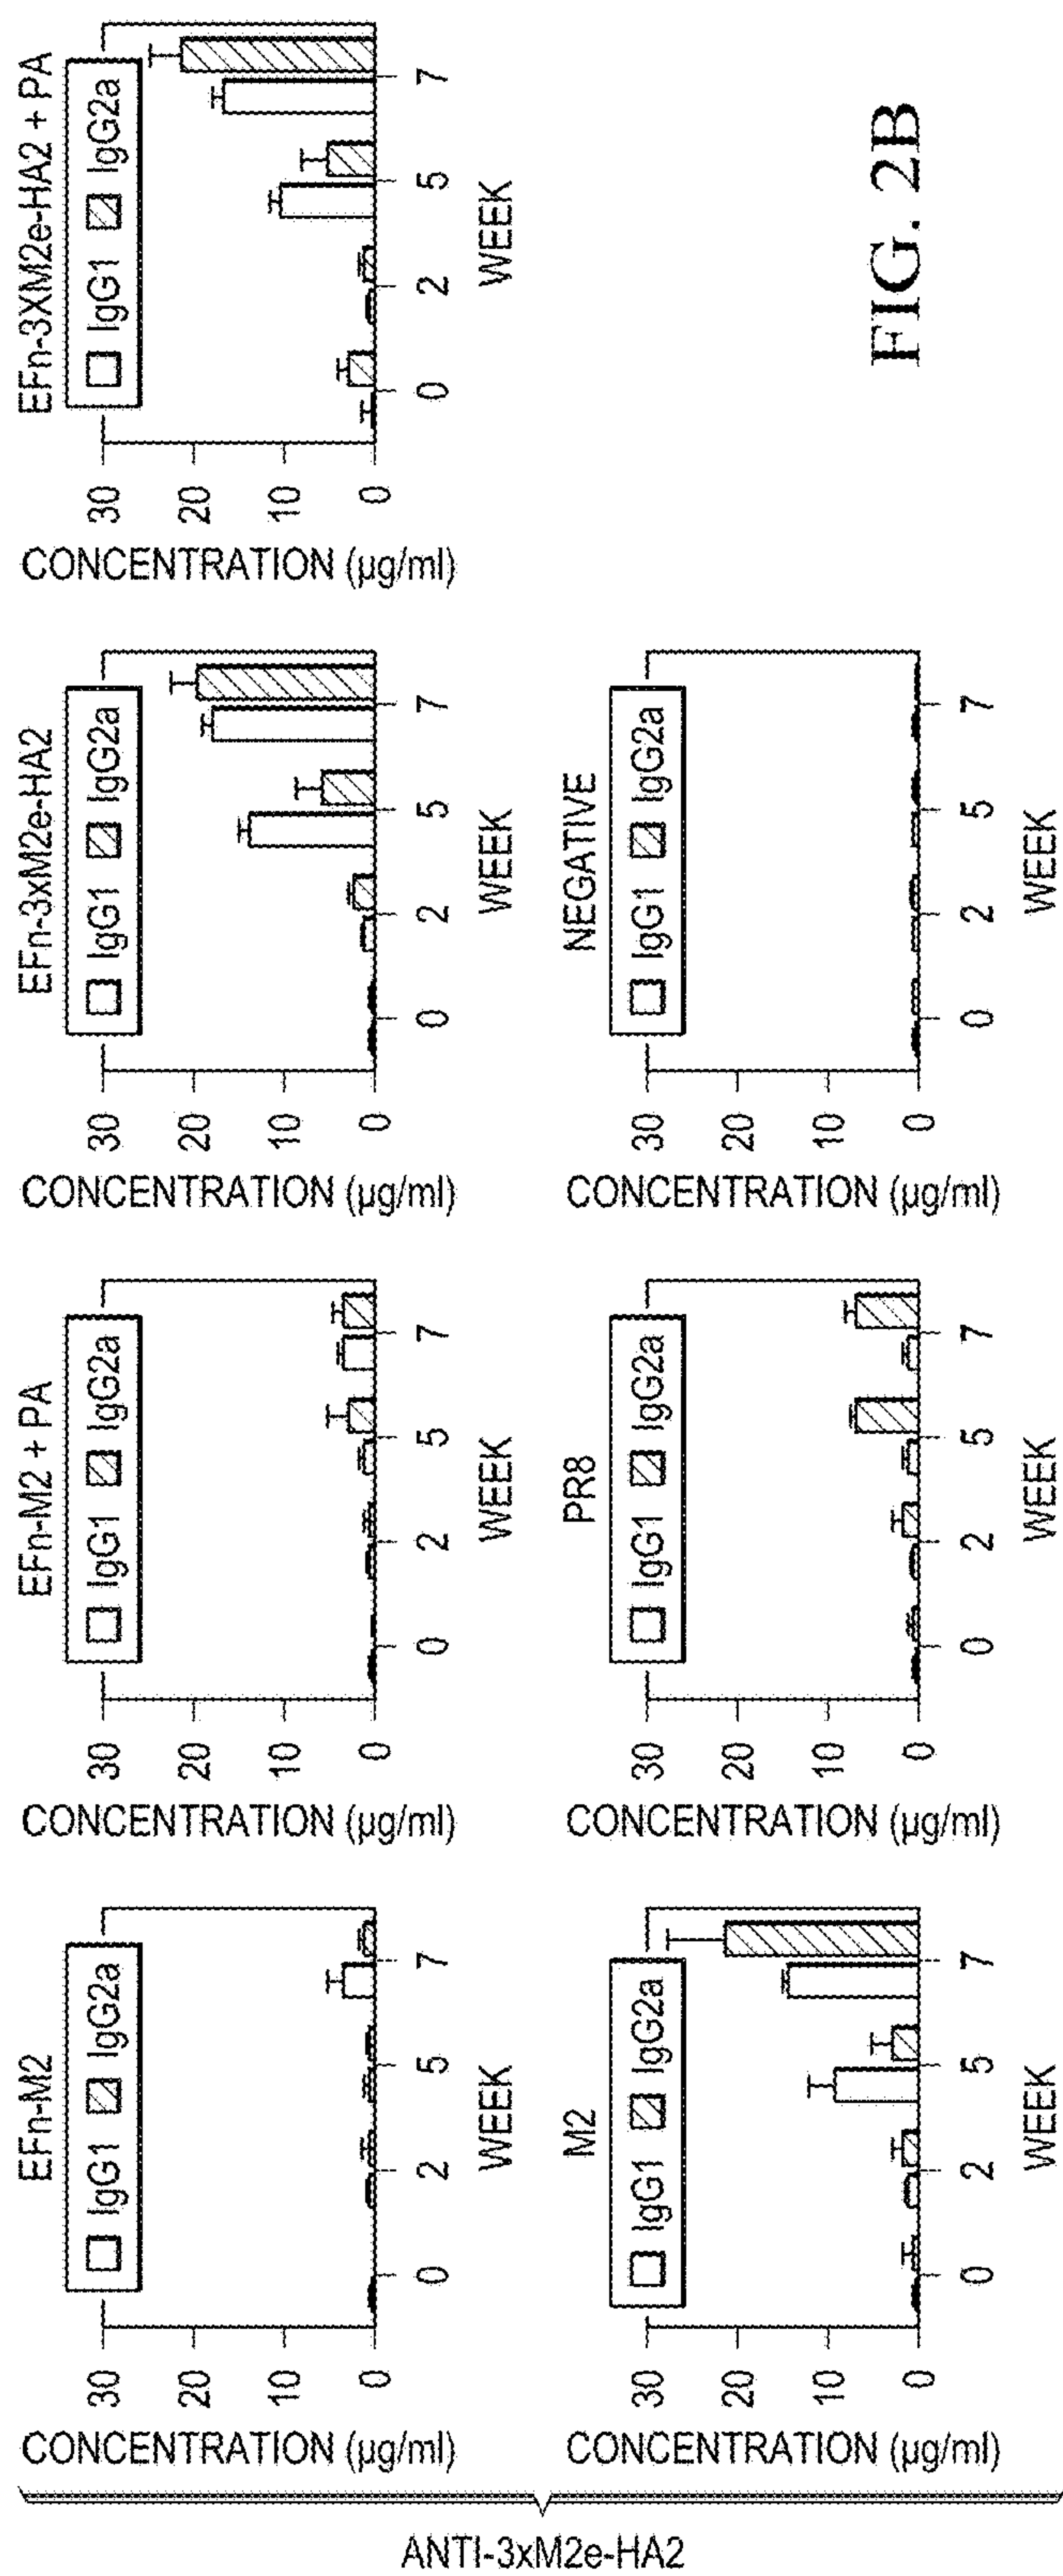 ANTI-3xM2e-HA2
EFn-M2
IgG1 IgG2a
CONCENTRATION (µg/ml)
30
20
10
0
0 2 5 7
WEEK
EFn-M2 + PA
IgG1 IgG2a
CONCENTRATION (µg/ml)
30
20
10
0
0 2 5 7
WEEK
EFn-3xM2e-HA2
IgG1 IgG2a
CONCENTRATION (µg/ml)
30
20
10
0
0 2 5 7
WEEK
EFn-3XM2e-HA2 + PA
IgG1 IgG2a
CONCENTRATION (µg/ml)
30
20
10
0
0 2 5 7
WEEK
M2
IgG1 IgG2a
CONCENTRATION (µg/ml)
30
20
10
0
0 2 5 7
WEEK
PR8
IgG1 IgG2a
CONCENTRATION (µg/ml)
30
20
10
0
0 2 5 7
WEEK
NEGATIVE
IgG1 IgG2a
CONCENTRATION (µg/ml)
30
20
10
0
0 2 5 7
WEEK
FIG. 2B